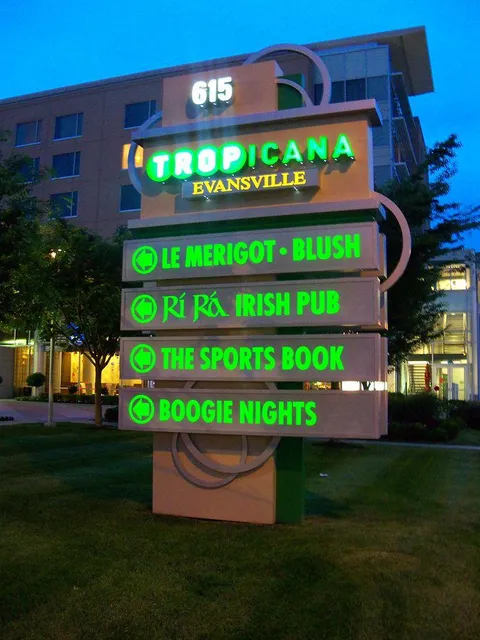 615
TROPICANA
EVANSVILLE
LE MERIGOT • BLUSH
Rí Rá IRISH PUB
THE SPORTS BOOK
BOOGIE NIGHTS